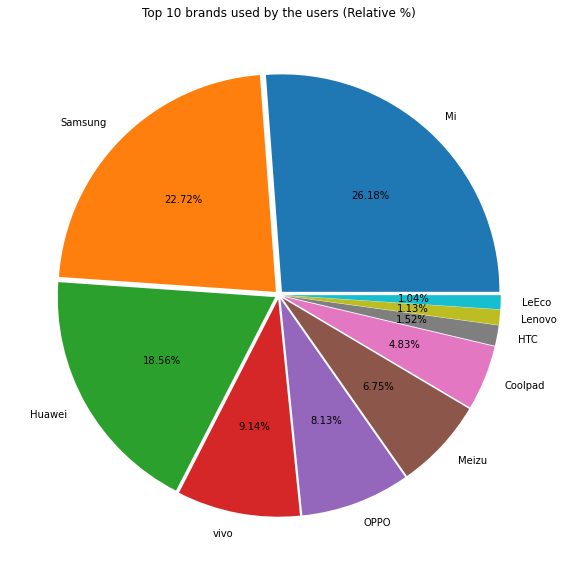 Top 10 brands used by the users (Relative %)
Mi
Samsung
26.18%
22.72%
1.04%
LeEco
1.13%
Lenovo
1.52%
HTC
4.83%
18.56%
Coolpad
6.75%
Huawei
8.13%
9.14%
Meizu
OPPO
vivo